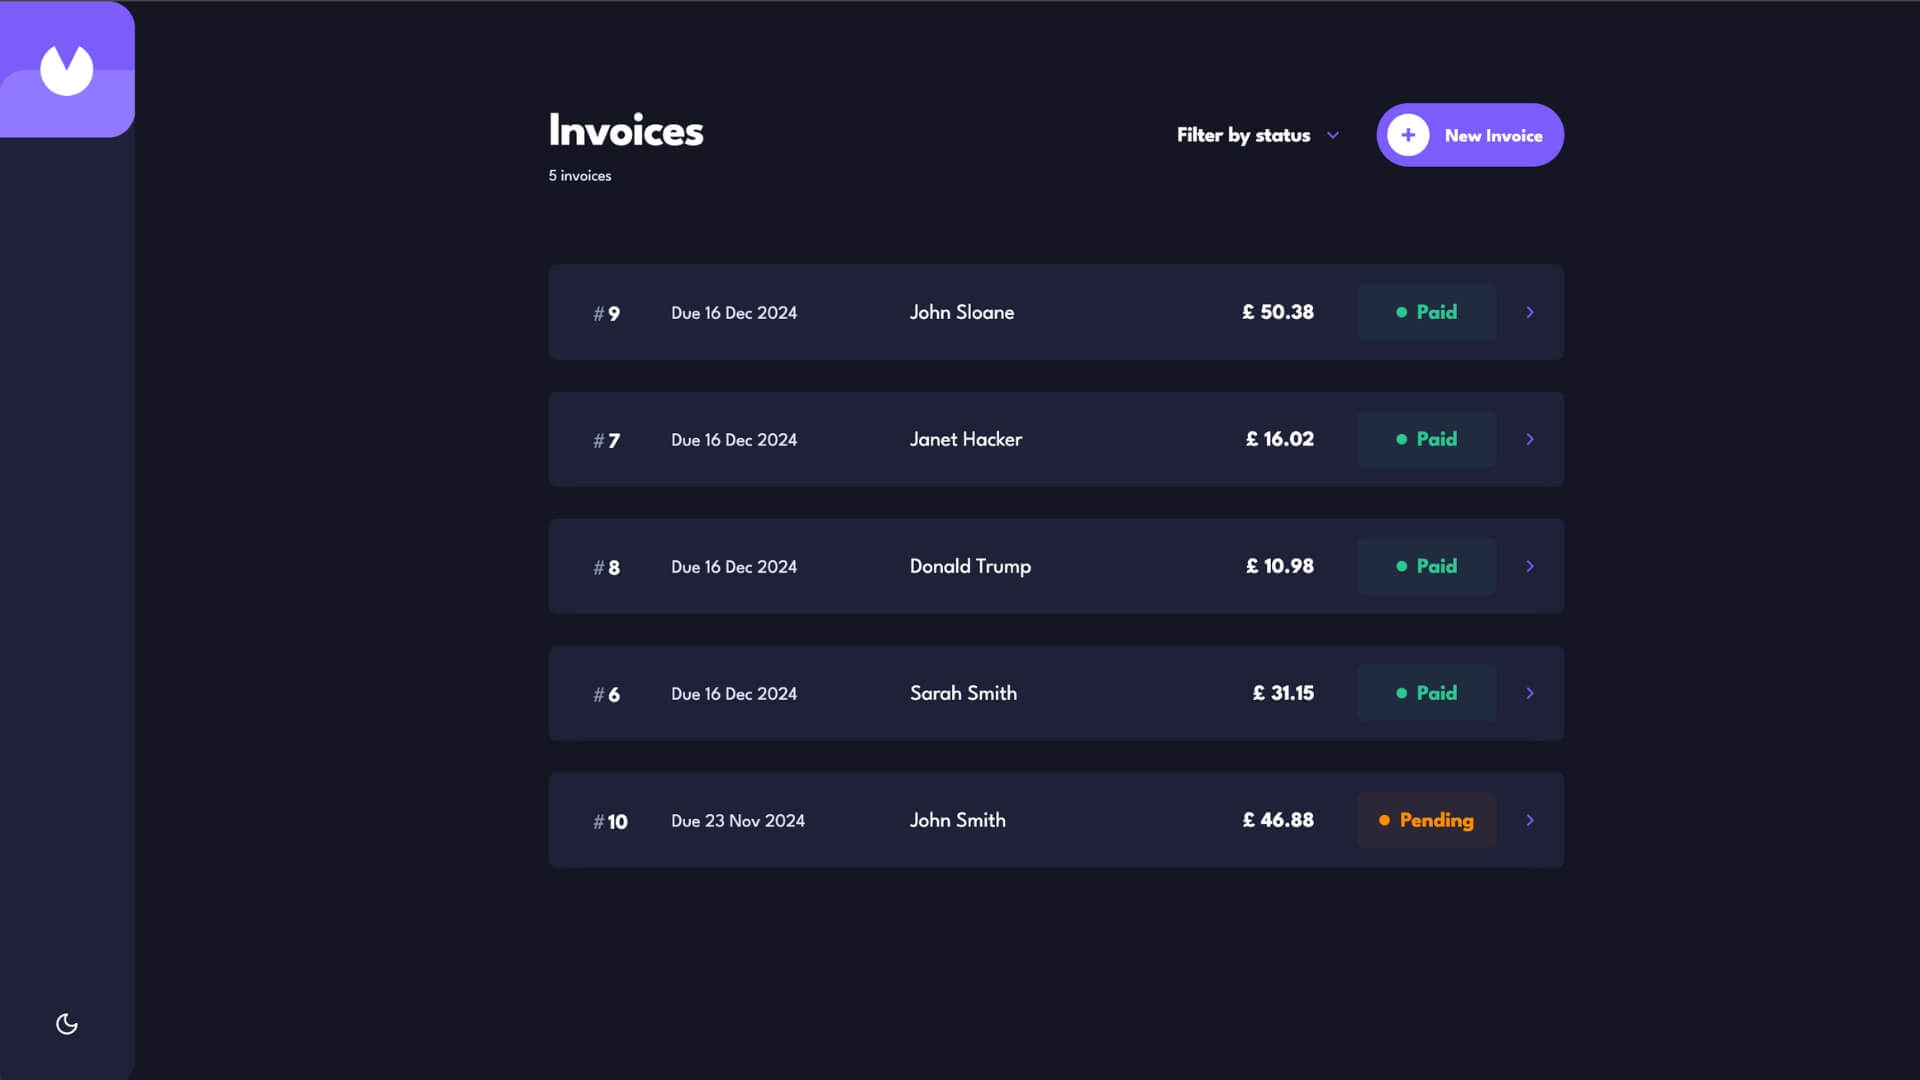 Invoices
5 invoices
Filter by status
New Invoice
#9 Due 16 Dec 2024 John Sloane £ 50.38 Paid
#7 Due 16 Dec 2024 Janet Hacker £ 16.02 Paid
#8 Due 16 Dec 2024 Donald Trump £ 10.98 Paid
#6 Due 16 Dec 2024 Sarah Smith £ 31.15 Paid
#10 Due 23 Nov 2024 John Smith £ 46.88 Pending